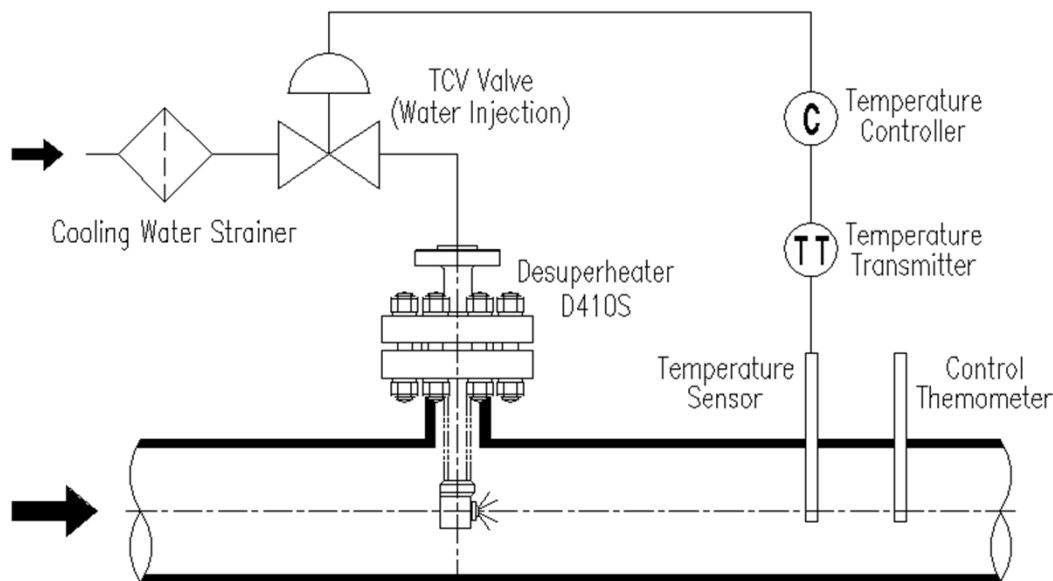 TCV Valve
(Water Injection)
C
Temperature
Controller
Cooling Water Strainer
TT
Temperature
Transmitter
Desuperheater
D410S
Temperature
Sensor
Control
Themometer